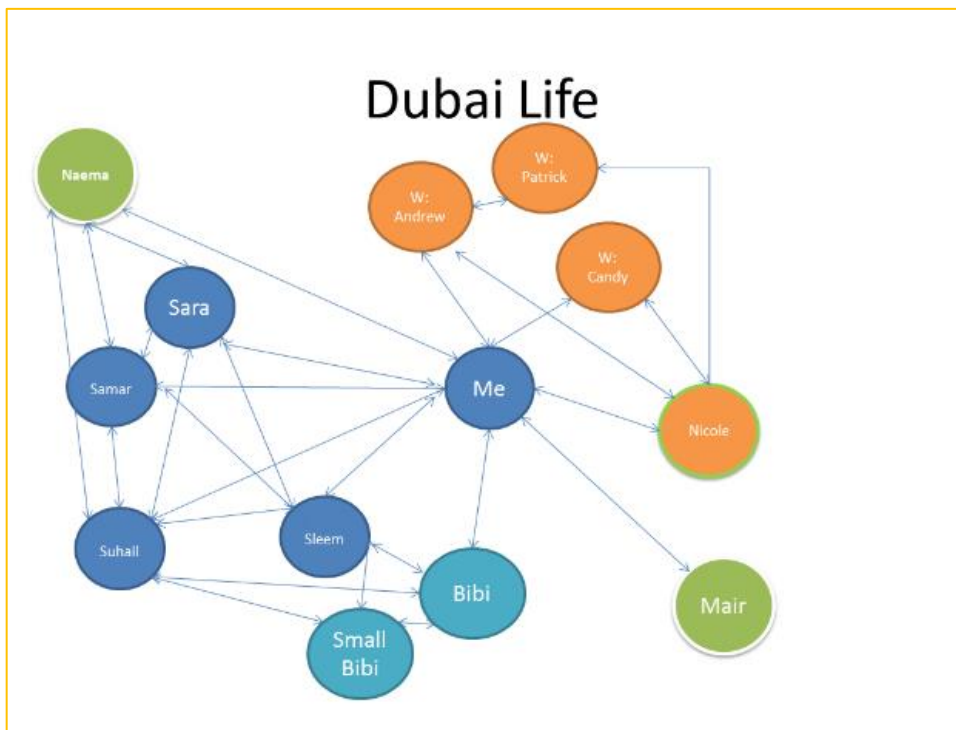 Dubai Life
Naema
W:
Patrick
W:
Andrew
W:
Candy
Sara
Samar
Me
Nicole
Suhail
Sleem
Bibi
Mair
Small
Bibi